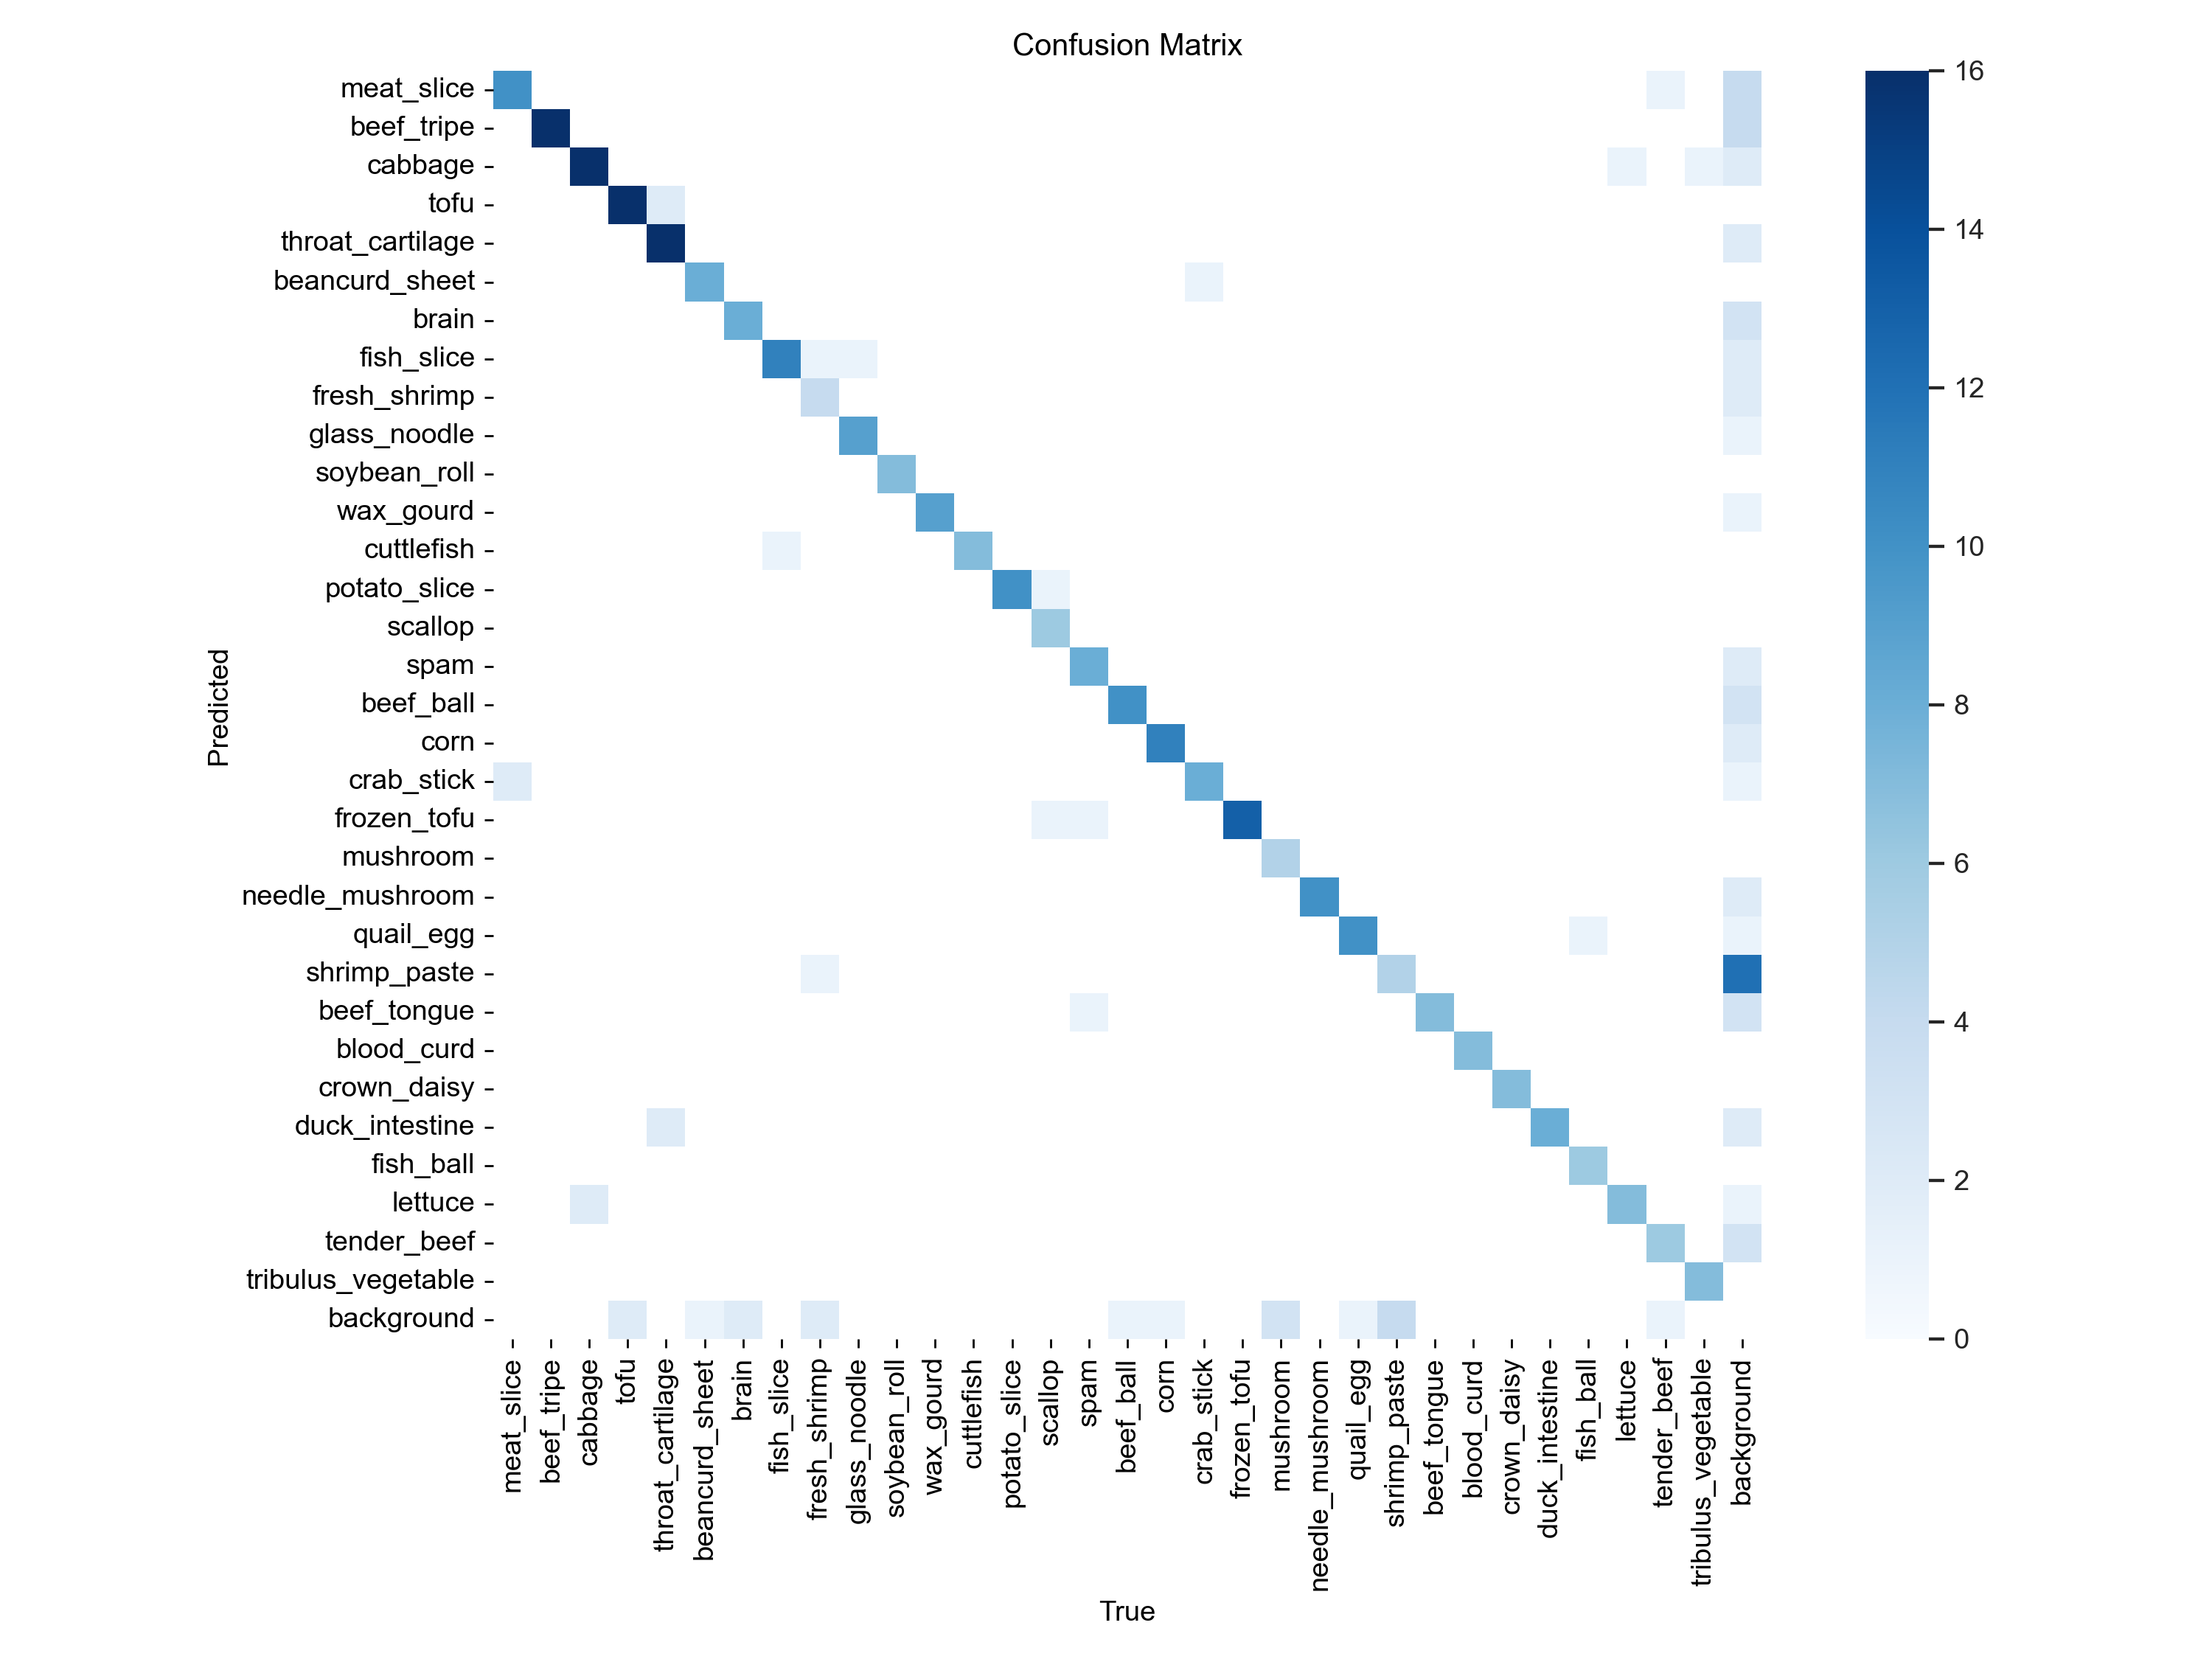 Confusion Matrix
meat_slice
beef_tripe
cabbage
tofu
throat_cartilage
beancurd_sheet
brain
fish_slice
fresh_shrimp
glass_noodle
soybean_roll
wax_gourd
cuttlefish
potato_slice
scallop
spam
beef_ball
corn
crab_stick
frozen_tofu
mushroom
needle_mushroom
quail_egg
shrimp_paste
beef_tongue
blood_curd
crown_daisy
duck_intestine
fish_ball
lettuce
tender_beef
tribulus_vegetable
background
Predicted
meat_slice
beef_tripe
cabbage
tofu
throat_cartilage
beancurd_sheet
brain
fish_slice
fresh_shrimp
glass_noodle
soybean_roll
wax_gourd
cuttlefish
potato_slice
scallop
spam
beef_ball
corn
crab_stick
frozen_tofu
mushroom
needle_mushroom
quail_egg
shrimp_paste
beef_tongue
blood_curd
crown_daisy
duck_intestine
fish_ball
lettuce
tender_beef
tribulus_vegetable
background
True
16
14
12
10
8
6
4
2
0